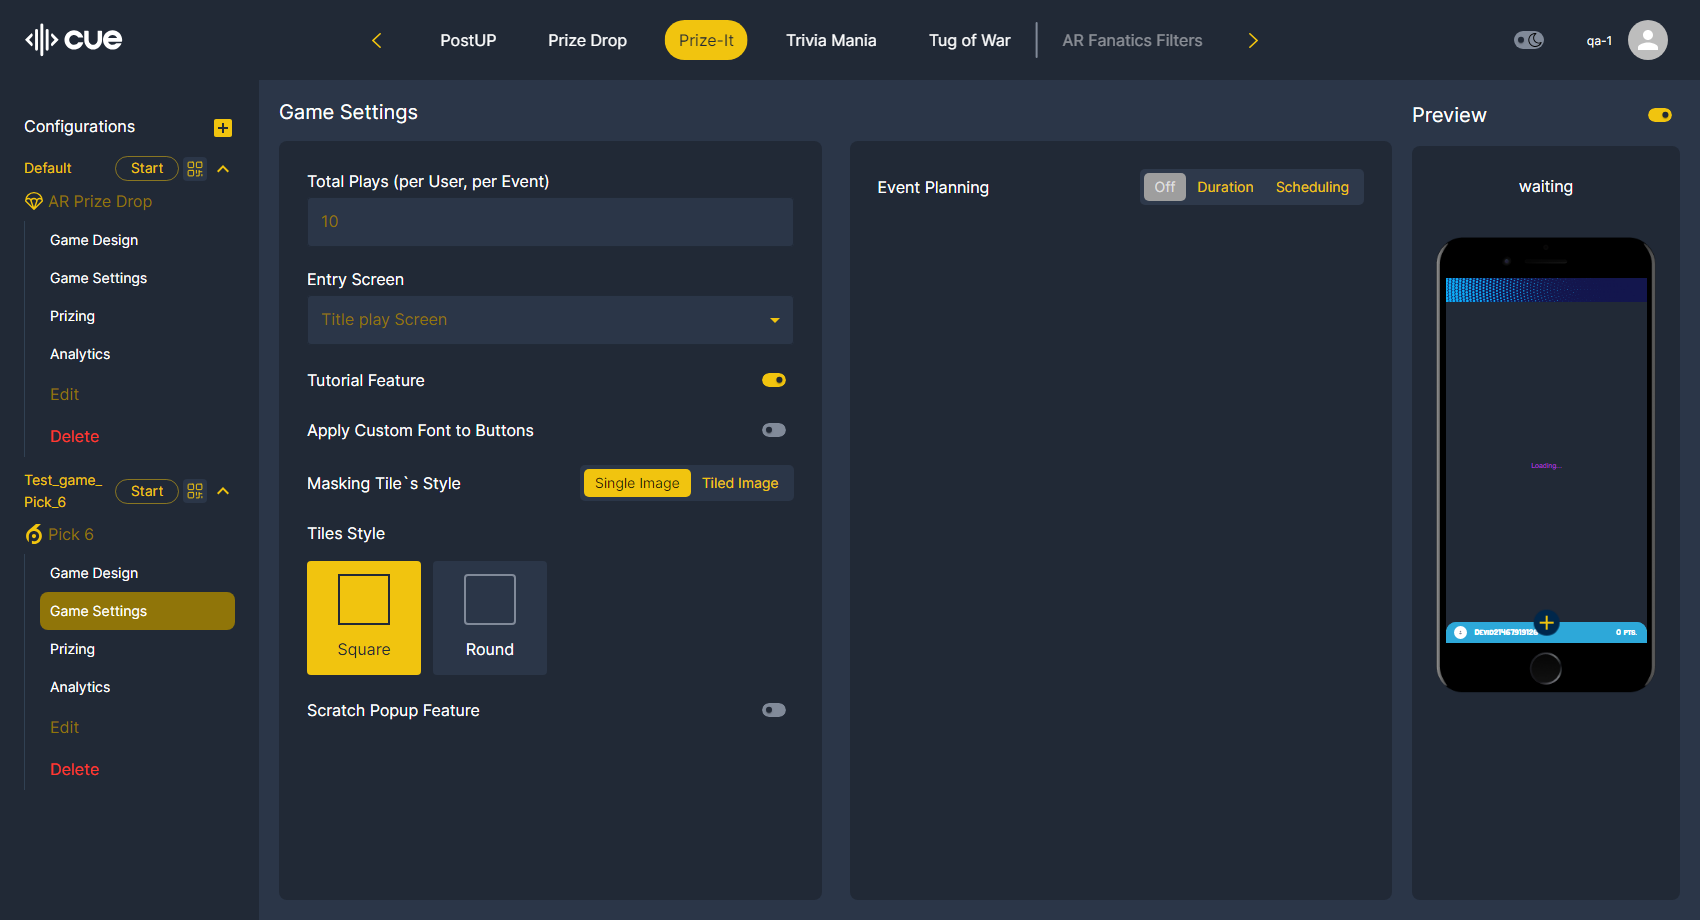 cue
PostUP
Prize Drop
Prize-It
Trivia Mania
Tug of War
AR Fanatics Filters
qa-1
Configurations
Default
Start
AR Prize Drop
Game Design
Game Settings
Prizing
Analytics
Edit
Delete
Test_game_
Pick_6
Start
Pick 6
Game Design
Game Settings
Prizing
Analytics
Edit
Delete
Game Settings
Total Plays (per User, per Event)
10
Entry Screen
Title play Screen
Tutorial Feature
Apply Custom Font to Buttons
Masking Tile`s Style
Single Image
Tiled Image
Tiles Style
Square
Round
Scratch Popup Feature
Event Planning
Off
Duration
Scheduling
Preview
waiting
Loading...
0 PTS.